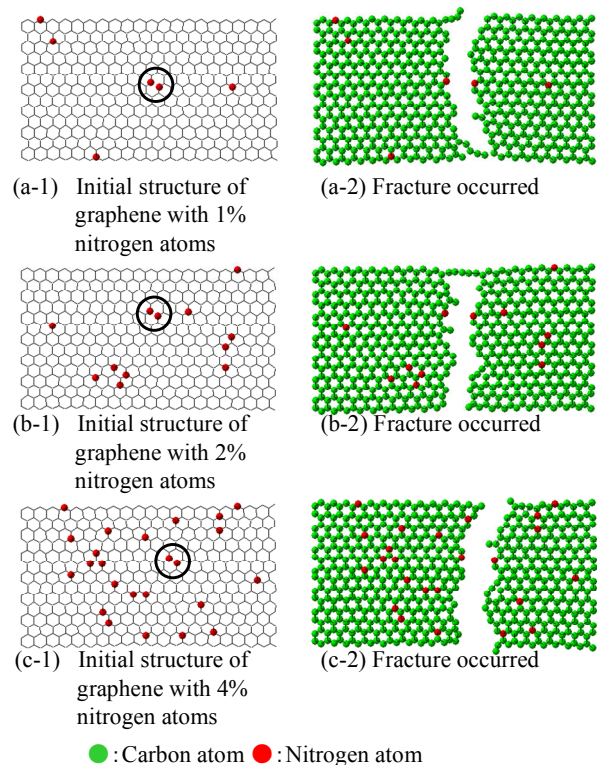 (a-1) Initial structure of
graphene with 1%
nitrogen atoms
(a-2) Fracture occurred
(b-1) Initial structure of
graphene with 2%
nitrogen atoms
(b-2) Fracture occurred
(c-1) Initial structure of
graphene with 4%
nitrogen atoms
(c-2) Fracture occurred
: Carbon atom : Nitrogen atom